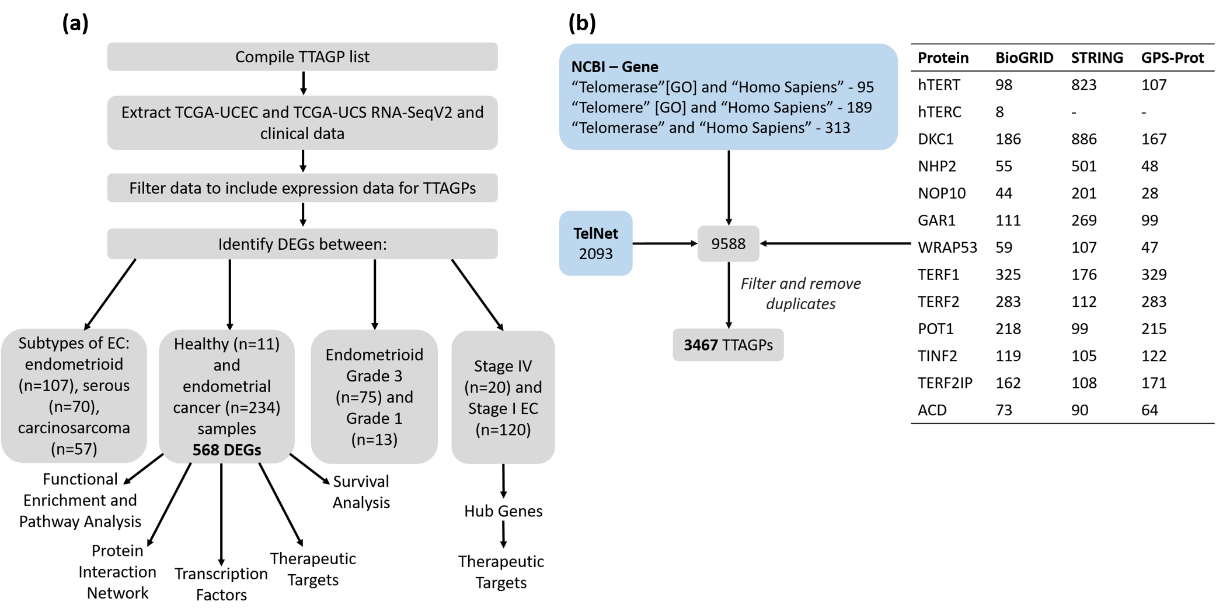 (a)
Compile TTAGP list
Extract TCGA-UCEC and TCGA-UCS RNA-SeqV2 and
clinical data
Filter data to include expression data for TTAGPs
Identify DEGs between:
Subtypes of EC:
endometrioid
(n=107), serous
(n=70),
carcinosarcoma
(n=57)
Healthy (n=11)
and
endometrial
cancer (n=234)
samples
568 DEGs
Endometrioid
Grade 3
(n=75) and
Grade 1
(n=13)
Stage IV
(n=20) and
Stage I EC
(n=120)
Functional
Enrichment and
Pathway Analysis
Protein
Interaction
Network
Transcription
Factors
Therapeutic
Targets
Survival
Analysis
Hub Genes
Therapeutic
Targets
(b)
NCBI – Gene
“Telomerase”[GO] and “Homo Sapiens” - 95
“Telomere” [GO] and “Homo Sapiens” - 189
“Telomerase” and “Homo Sapiens” - 313
TelNet
2093
9588
Filter and remove
duplicates
3467 TTAGPs
Protein BioGRID STRING GPS-Prot
hTERT 98 823 107
hTERC 8 - -
DKC1 186 886 167
NHP2 55 501 48
NOP10 44 201 28
GAR1 111 269 99
WRAP53 59 107 47
TERF1 325 176 329
TERF2 283 112 283
POT1 218 99 215
TINF2 119 105 122
TERF2IP 162 108 171
ACD 73 90 64